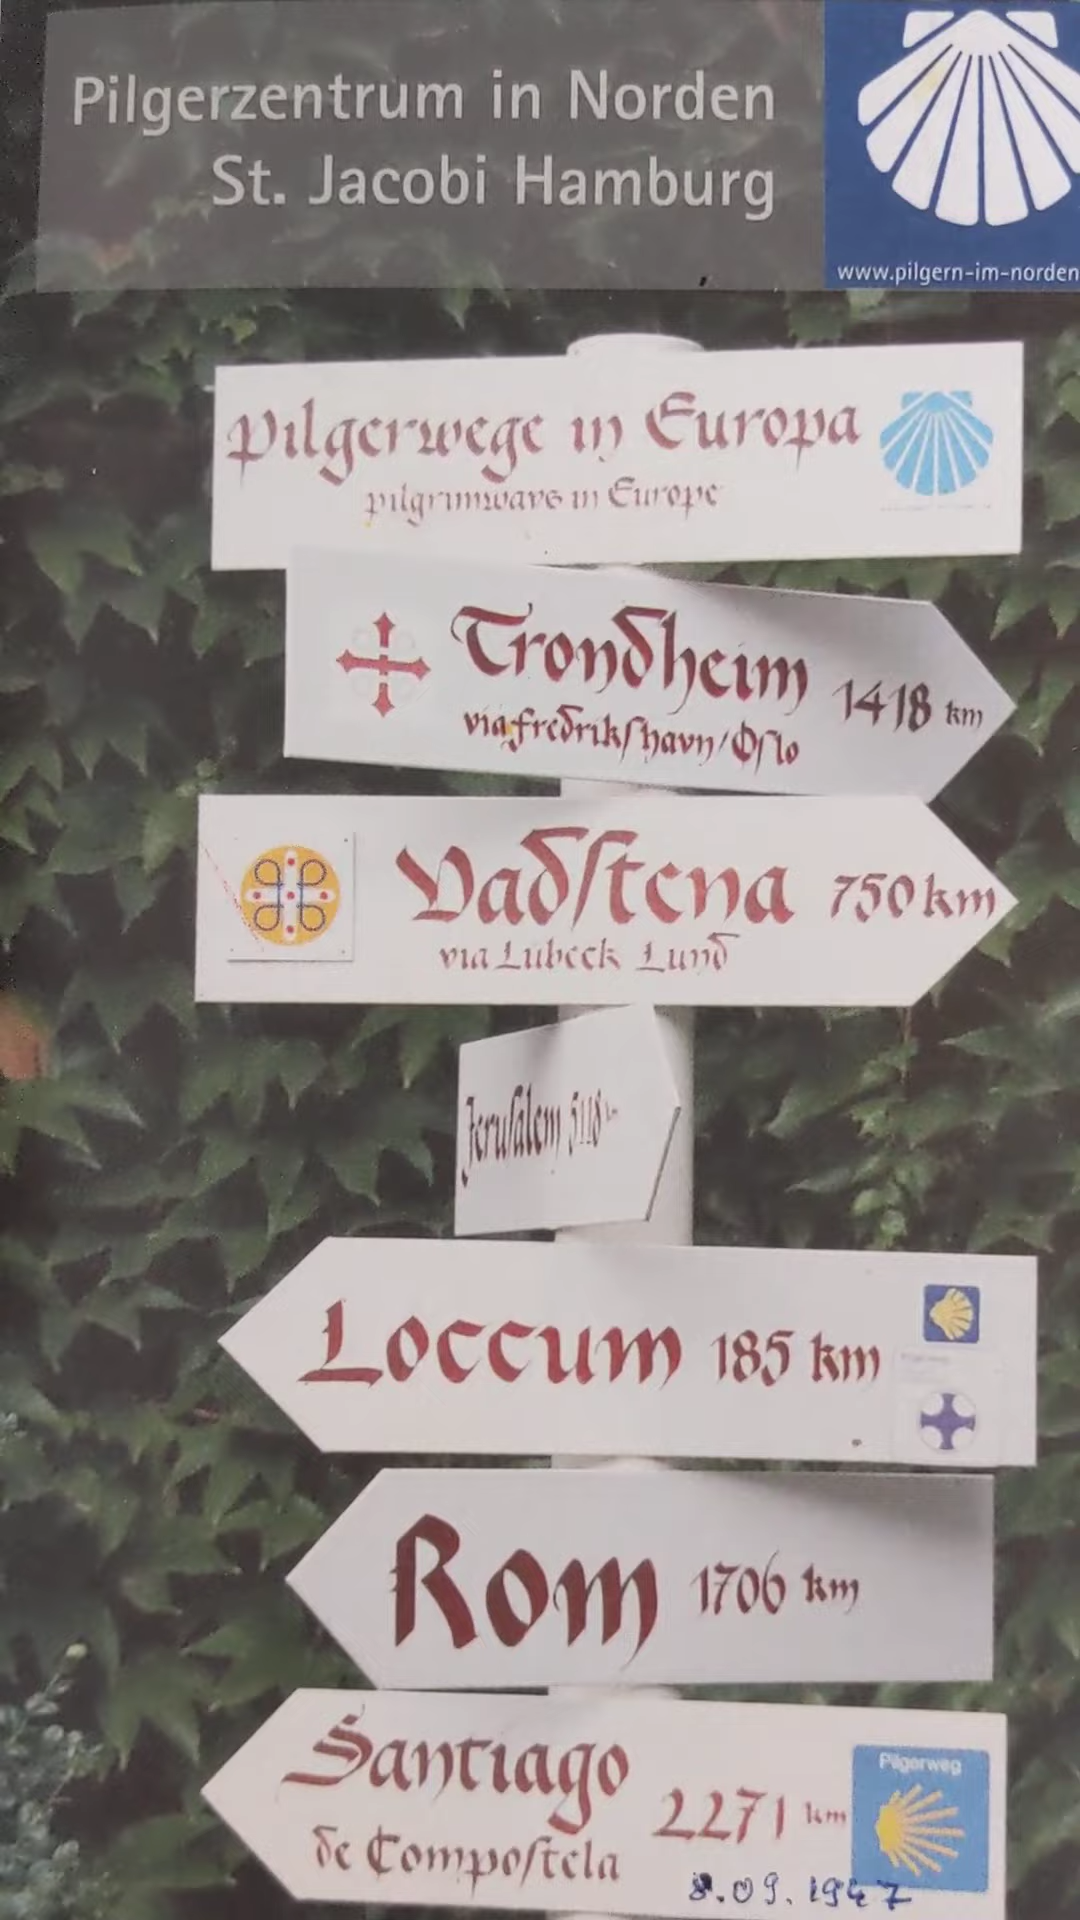 Pilgerzentrum in Norden
St. Jacobi Hamburg
www.pilgern-im-norden
Pilgerwege in Europa
pilgrimways in Europe
Trondheim 1418 km
via fredrikshavn/Oslo
Vadstena 750 km
via Lübeck Lund
Jerusalem 5118 km
Loccum 185 km
Rom 1706 km
Santiago
de Compostela 2271 km
Pilgerweg
8.09.1947